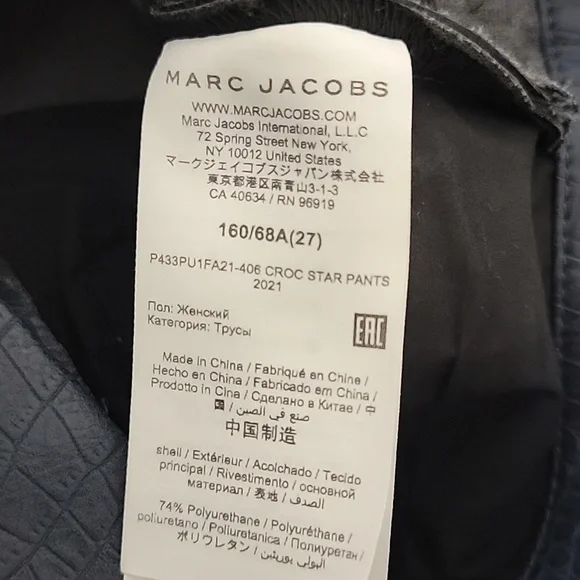 MARC JACOBS
WWW.MARCJACOBS.COM
Marc Jacobs International, L.L.C
72 Spring Street New York,
NY 10012 United States
マークジェイコブスジャパン株式会社
東京都港区南青山3-1-3
CA 40634 / RN 96919
160/68A(27)
P433PU1FA21-406 CROC STAR PANTS
2021
Пол: Женский
Категория: Трусы
EAC
Made in China / Fabriqué en Chine /
Hecho en China / Fabricado em China /
Prodotto in Cina / Сделано в Китае / 中
国 / صنع في الصين /
中国制造
shell / Extérieur / Acolchado / Tecido
principal / Rivestimento / основной
материал / 表地 / الصدف /
74% Polyurethane / Polyuréthane /
poliuretano / Poliuretanica / Полиуретан /
ポリウレタン / البولي يوريثين /